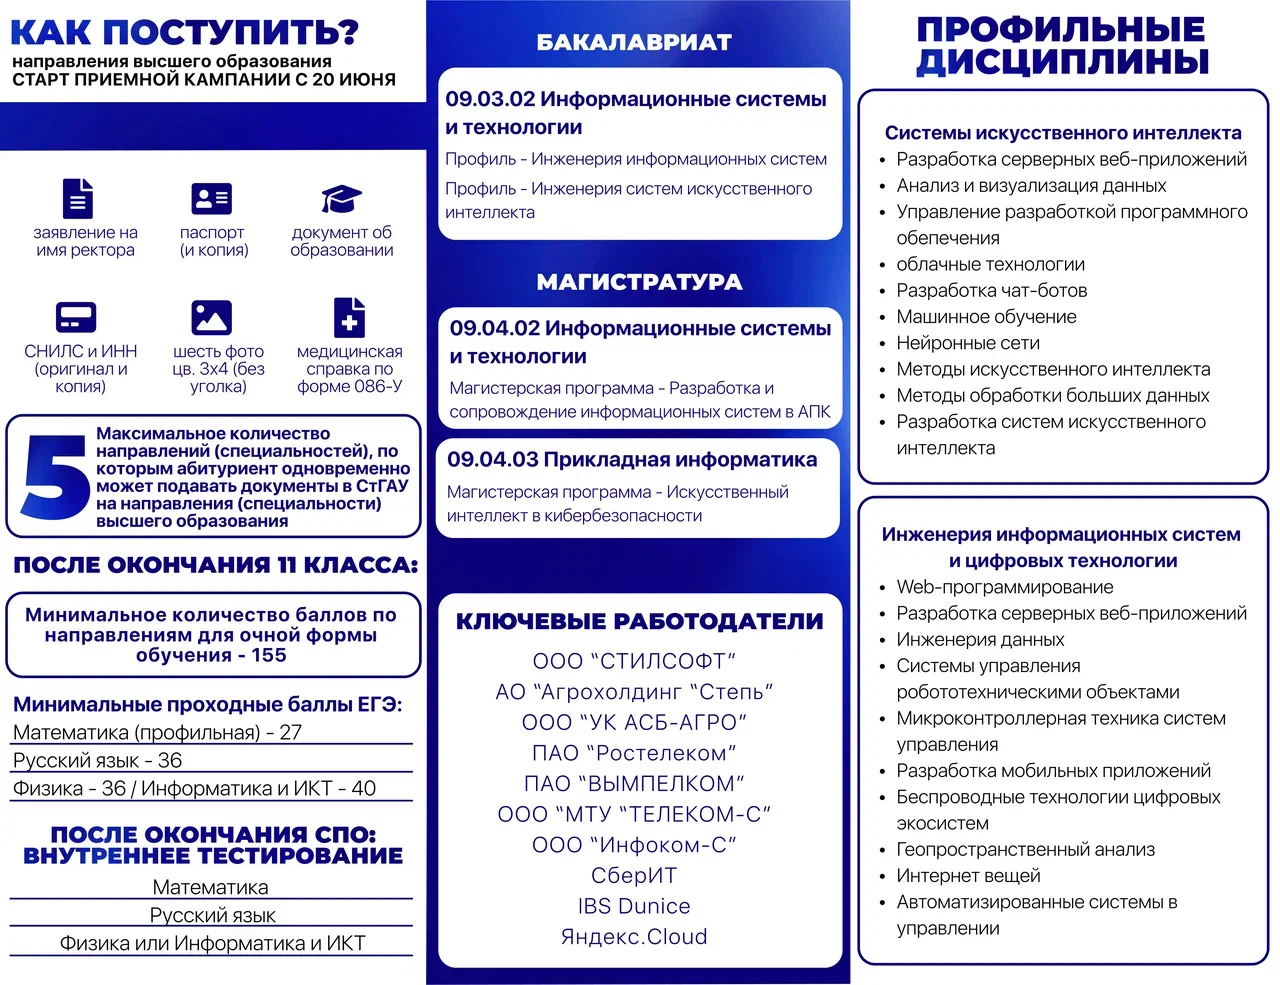 КАК ПОСТУПИТЬ?
направления высшего образования
СТАРТ ПРИЕМНОЙ КАМПАНИИ С 20 ИЮНЯ
заявление на
имя ректора
паспорт
(и копия)
документ об
образовании
СНИЛС и ИНН
(оригинал и
копия)
шесть фото
цв. 3х4 (без
уголка)
медицинская
справка по
форме 086-У
5
Максимальное количество
направлений (специальностей), по
которым абитуриент одновременно
может подавать документы в СтГАУ
на направления (специальности)
высшего образования
ПОСЛЕ ОКОНЧАНИЯ 11 КЛАССА:
Минимальное количество баллов по
направлениям для очной формы
обучения - 155
Минимальные проходные баллы ЕГЭ:
Математика (профильная) - 27
Русский язык - 36
Физика - 36 / Информатика и ИКТ - 40
ПОСЛЕ ОКОНЧАНИЯ СПО:
ВНУТРЕННЕЕ ТЕСТИРОВАНИЕ
Математика
Русский язык
Физика или Информатика и ИКТ
БАКАЛАВРИАТ
09.03.02 Информационные системы
и технологии
Профиль - Инженерия информационных систем
Профиль - Инженерия систем искусственного
интеллекта
МАГИСТРАТУРА
09.04.02 Информационные системы
и технологии
Магистерская программа - Разработка и
сопровождение информационных систем в АПК
09.04.03 Прикладная информатика
Магистерская программа - Искусственный
интеллект в кибербезопасности
КЛЮЧЕВЫЕ РАБОТОДАТЕЛИ
ООО "СТИЛСОФТ"
АО "Агрохолдинг "Степь"
ООО "УК АСБ-АГРО"
ПАО "Ростелеком"
ПАО "ВЫМПЕЛКОМ"
ООО "МТУ "ТЕЛЕКОМ-С"
ООО "Инфоком-С"
СберИТ
IBS Dunice
Яндекс.Cloud
ПРОФИЛЬНЫЕ
ДИСЦИПЛИНЫ
Системы искусственного интеллекта
• Разработка серверных веб-приложений
• Анализ и визуализация данных
• Управление разработкой программного
обепечения
• облачные технологии
• Разработка чат-ботов
• Машинное обучение
• Нейронные сети
• Методы искусственного интеллекта
• Методы обработки больших данных
• Разработка систем искусственного
интеллекта
Инженерия информационных систем
и цифровых технологии
• Web-программирование
• Разработка серверных веб-приложений
• Инженерия данных
• Системы управления
робототехническими объектами
• Микроконтроллерная техника систем
управления
• Разработка мобильных приложений
• Беспроводные технологии цифровых
экосистем
• Геопространственный анализ
• Интернет вещей
• Автоматизированные системы в
управлении